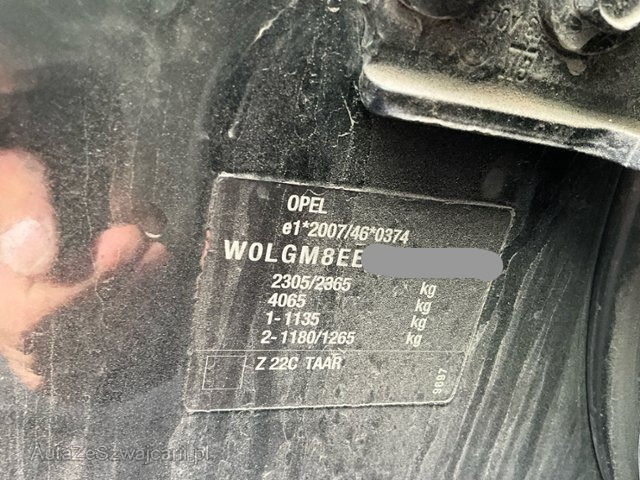 OPEL
e1*2007/46*0374
W0LGM8EE
2305/2365 kg
4065 kg
1-1135 kg
2-1180/1265 kg
Z 22C TAAR
AutaZeSzwajcarii.pl